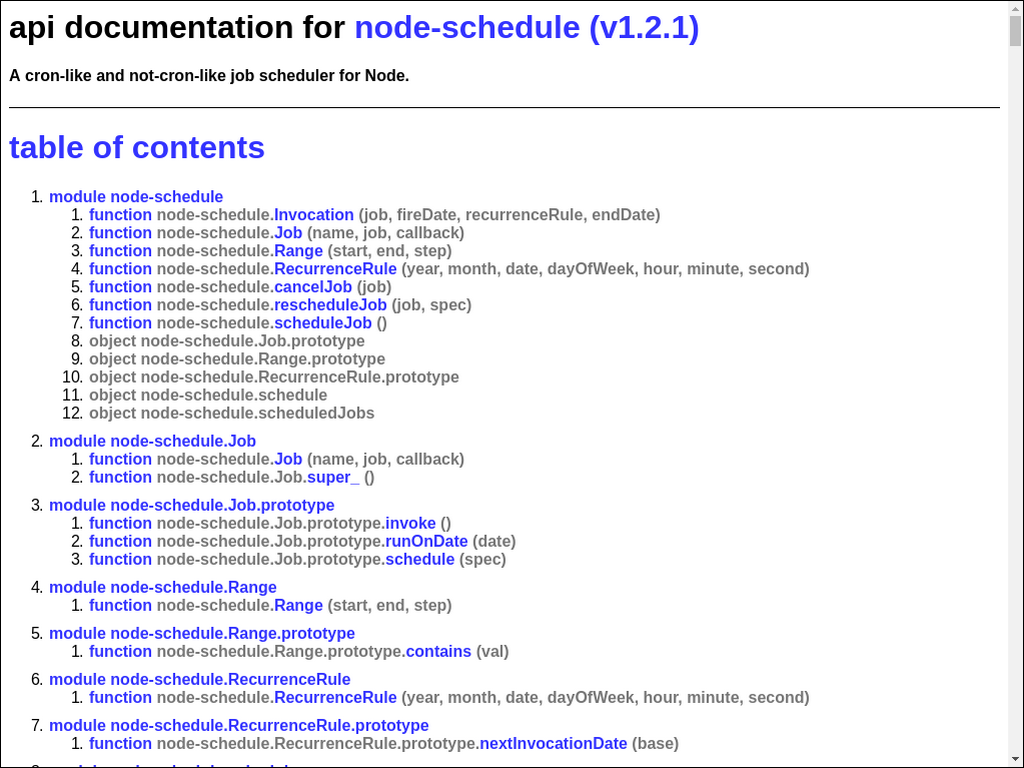 api documentation for node-schedule (v1.2.1)
A cron-like and not-cron-like job scheduler for Node.
table of contents
1. module node-schedule
1. function node-schedule.Invocation (job, fireDate, recurrenceRule, endDate)
2. function node-schedule.Job (name, job, callback)
3. function node-schedule.Range (start, end, step)
4. function node-schedule.RecurrenceRule (year, month, date, dayOfWeek, hour, minute, second)
5. function node-schedule.cancelJob (job)
6. function node-schedule.rescheduleJob (job, spec)
7. function node-schedule.scheduleJob ()
8. object node-schedule.Job.prototype
9. object node-schedule.Range.prototype
10. object node-schedule.RecurrenceRule.prototype
11. object node-schedule.schedule
12. object node-schedule.scheduledJobs
2. module node-schedule.Job
1. function node-schedule.Job (name, job, callback)
2. function node-schedule.Job.super_ ()
3. module node-schedule.Job.prototype
1. function node-schedule.Job.prototype.invoke ()
2. function node-schedule.Job.prototype.runOnDate (date)
3. function node-schedule.Job.prototype.schedule (spec)
4. module node-schedule.Range
1. function node-schedule.Range (start, end, step)
5. module node-schedule.Range.prototype
1. function node-schedule.Range.prototype.contains (val)
6. module node-schedule.RecurrenceRule
1. function node-schedule.RecurrenceRule (year, month, date, dayOfWeek, hour, minute, second)
7. module node-schedule.RecurrenceRule.prototype
1. function node-schedule.RecurrenceRule.prototype.nextInvocationDate (base)